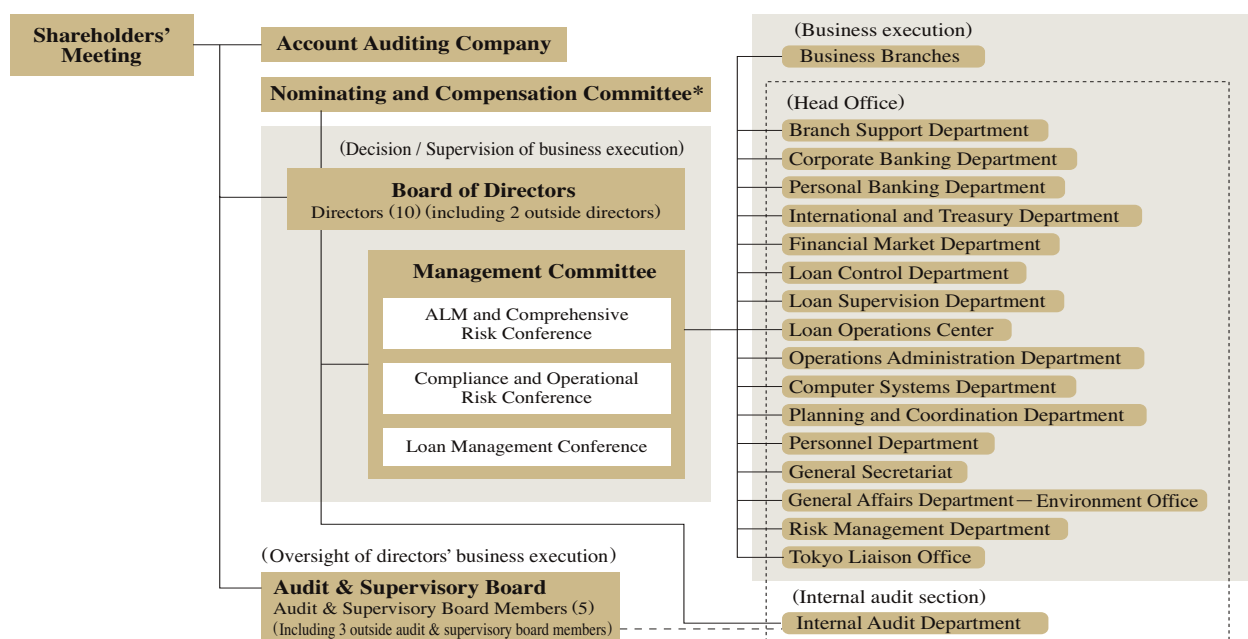 Shareholders'
Meeting
Account Auditing Company
Nominating and Compensation Committee*
(Decision / Supervision of business execution)
Board of Directors
Directors (10) (including 2 outside directors)
Management Committee
ALM and Comprehensive
Risk Conference
Compliance and Operational
Risk Conference
Loan Management Conference
(Oversight of directors' business execution)
Audit & Supervisory Board
Audit & Supervisory Board Members (5)
(Including 3 outside audit & supervisory board members)
(Business execution)
Business Branches
(Head Office)
Branch Support Department
Corporate Banking Department
Personal Banking Department
International and Treasury Department
Financial Market Department
Loan Control Department
Loan Supervision Department
Loan Operations Center
Operations Administration Department
Computer Systems Department
Planning and Coordination Department
Personnel Department
General Secretariat
General Affairs Department — Environment Office
Risk Management Department
Tokyo Liaison Office
(Internal audit section)
Internal Audit Department